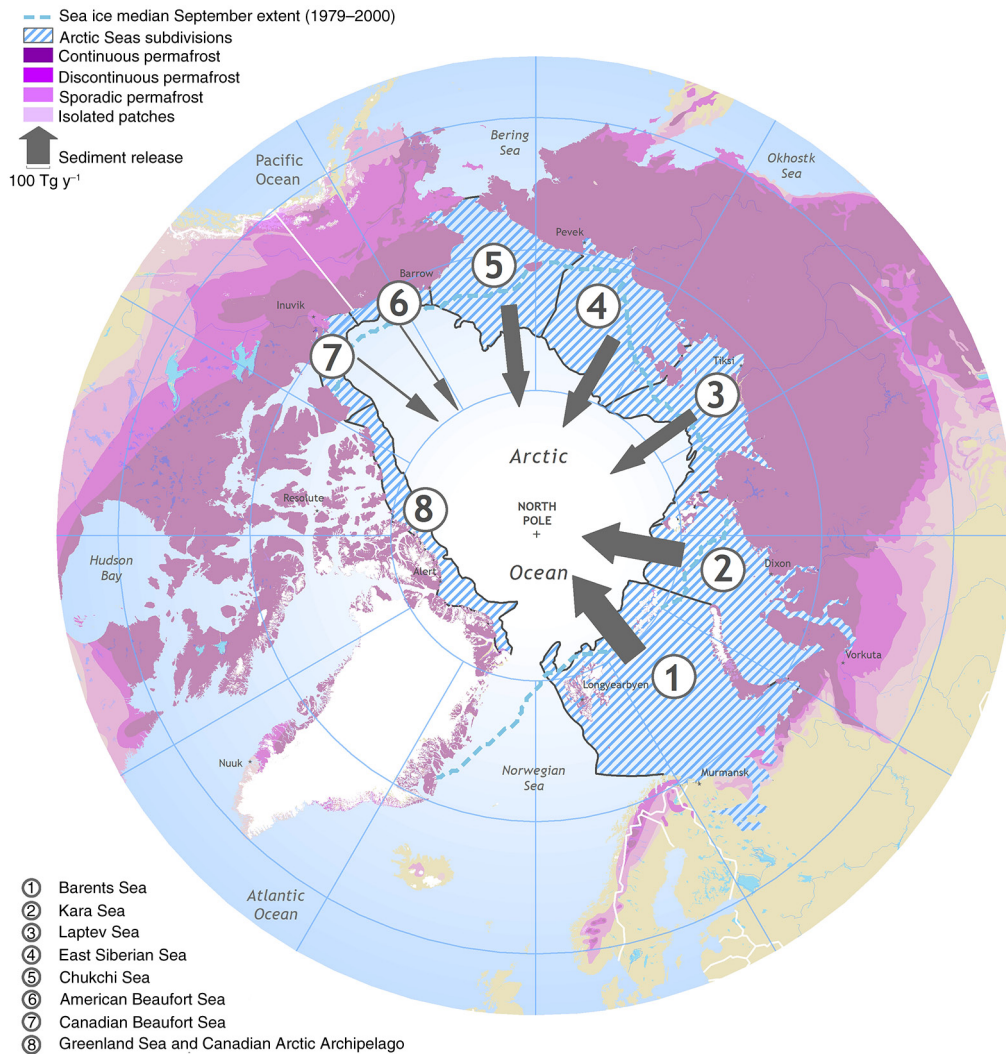 Sea ice median September extent (1979–2000)
Arctic Seas subdivisions
Continuous permafrost
Discontinuous permafrost
Sporadic permafrost
Isolated patches
Sediment release
100 Tg y⁻¹
Bering
Sea
Okhostk
Sea
Pacific
Ocean
Pevek
Barrow
5
4
6
Inuvik
7
Tiksi
3
Arctic
Resolute
8
NORTH
POLE
+
Hudson
Bay
Alert
Ocean
2
Dixon
Vorkuta
Longyearbyen
1
Nuuk
Norwegian
Sea
Murmansk
Atlantic
Ocean
1 Barents Sea
2 Kara Sea
3 Laptev Sea
4 East Siberian Sea
5 Chukchi Sea
6 American Beaufort Sea
7 Canadian Beaufort Sea
8 Greenland Sea and Canadian Arctic Archipelago